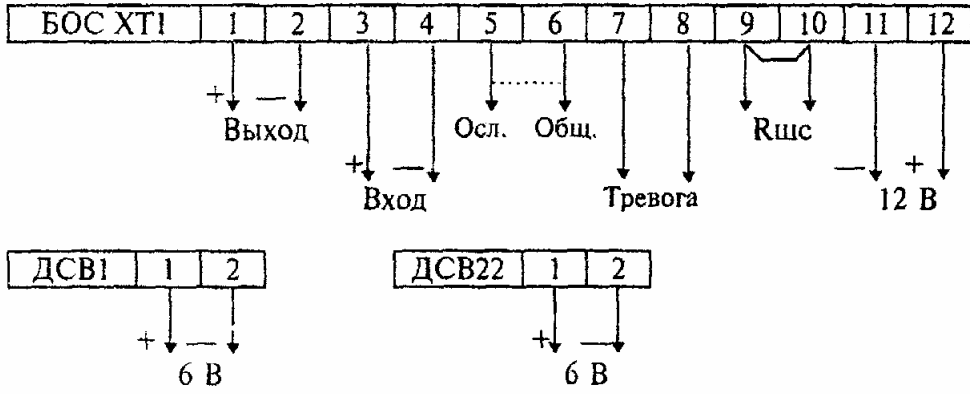 БОС ХТ1 1 2 3 4 5 6 7 8 9 10 11 12
+ —
Выход Осл. Общ. Rшс
+ — — +
Вход Тревога 12 В
ДСВ1 1 2 ДСВ22 1 2
+ — + —
6 В 6 В